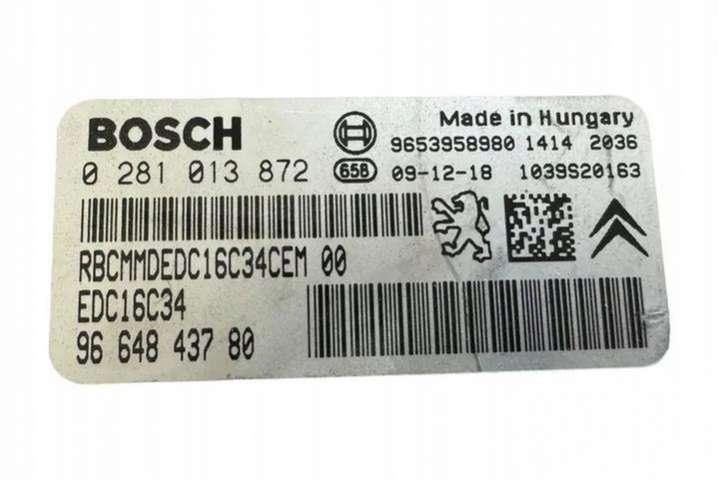 BOSCH
Made in Hungary
9653958980 1414 2036
0 281 013 872 658 09-12-18 1039S20163
RBCMMDEDC16C34CEM 00
EDC16C34
96 648 437 80